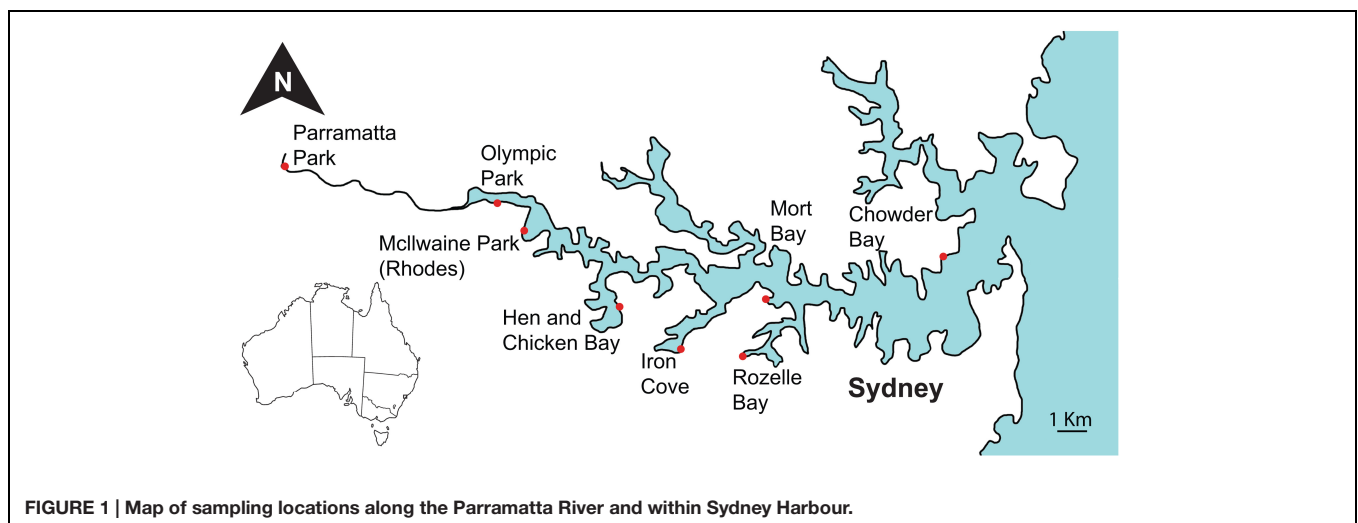 N
Parramatta
Park
Olympic
Park
McIlwaine Park
(Rhodes)
Hen and
Chicken Bay
Iron
Cove
Rozelle
Bay
Mort
Bay
Chowder
Bay
Sydney
1 Km
FIGURE 1 | Map of sampling locations along the Parramatta River and within Sydney Harbour.